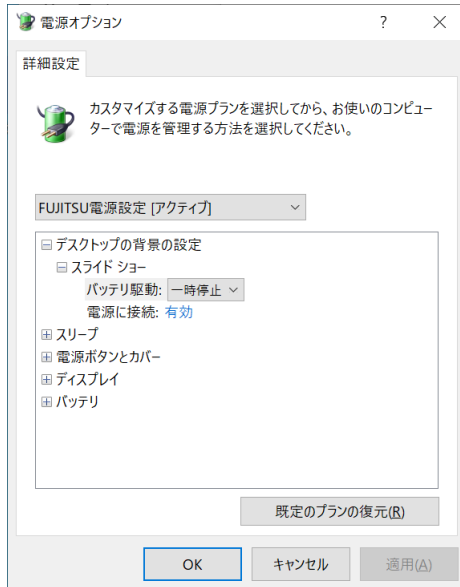 電源オプション
詳細設定
カスタマイズする電源プランを選択してから、お使いのコンピュー
ターで電源を管理する方法を選択してください。
FUJITSU電源設定 [アクティブ]
デスクトップの背景の設定
スライド ショー
バッテリ駆動: 一時停止
電源に接続: 有効
スリープ
電源ボタンとカバー
ディスプレイ
バッテリ
既定のプランの復元(R)
OK キャンセル 適用(A)